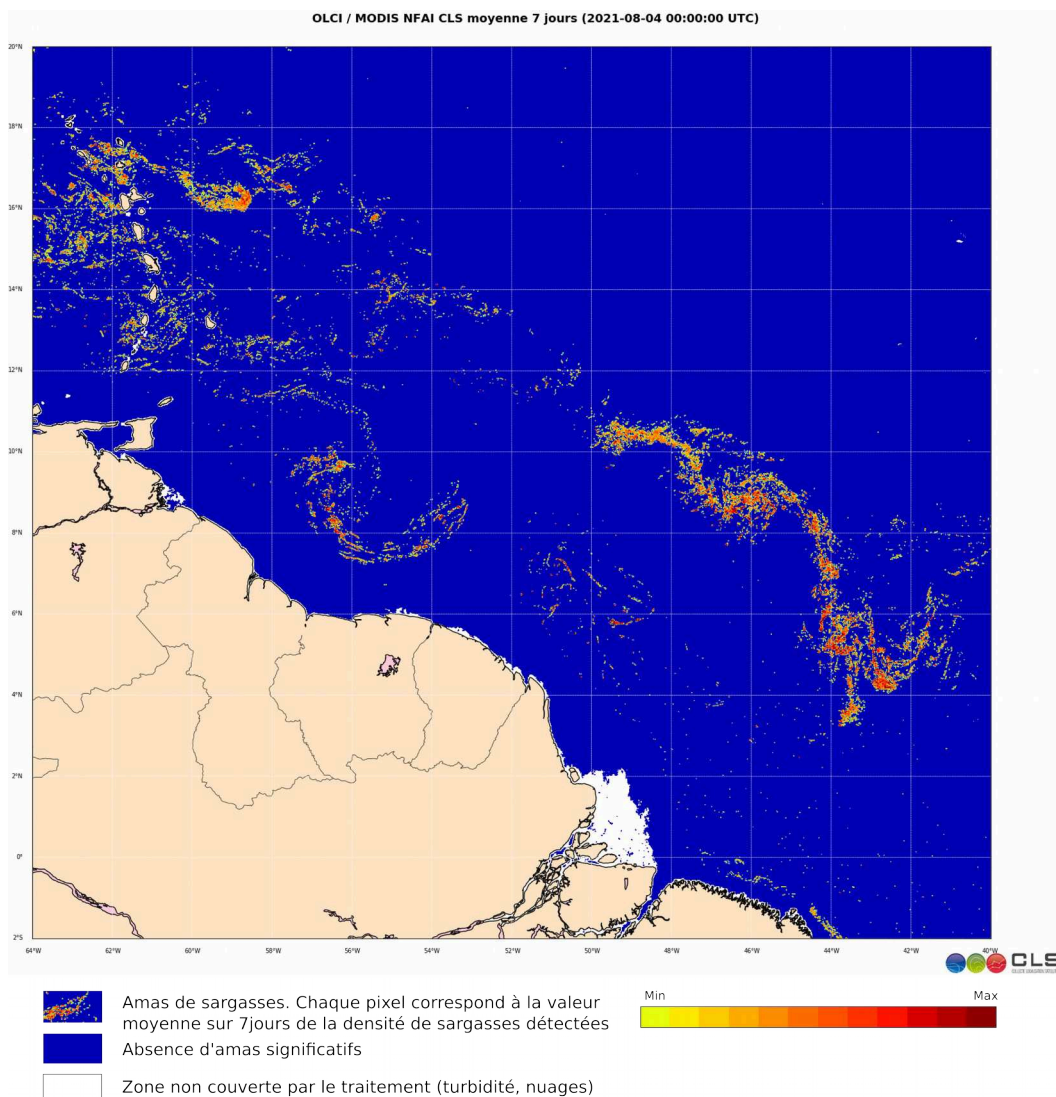 OLCI / MODIS NFAI CLS moyenne 7 jours (2021-08-04 00:00:00 UTC)
20°N
18°N
16°N
14°N
12°N
10°N
8°N
6°N
4°N
2°N
0°
2°S
64°W 62°W 60°W 58°W 56°W 54°W 52°W 50°W 48°W 46°W 44°W 42°W 40°W
CLS
Amas de sargasses. Chaque pixel correspond à la valeur
moyenne sur 7jours de la densité de sargasses détectées
Min Max
Absence d'amas significatifs
Zone non couverte par le traitement (turbidité, nuages)